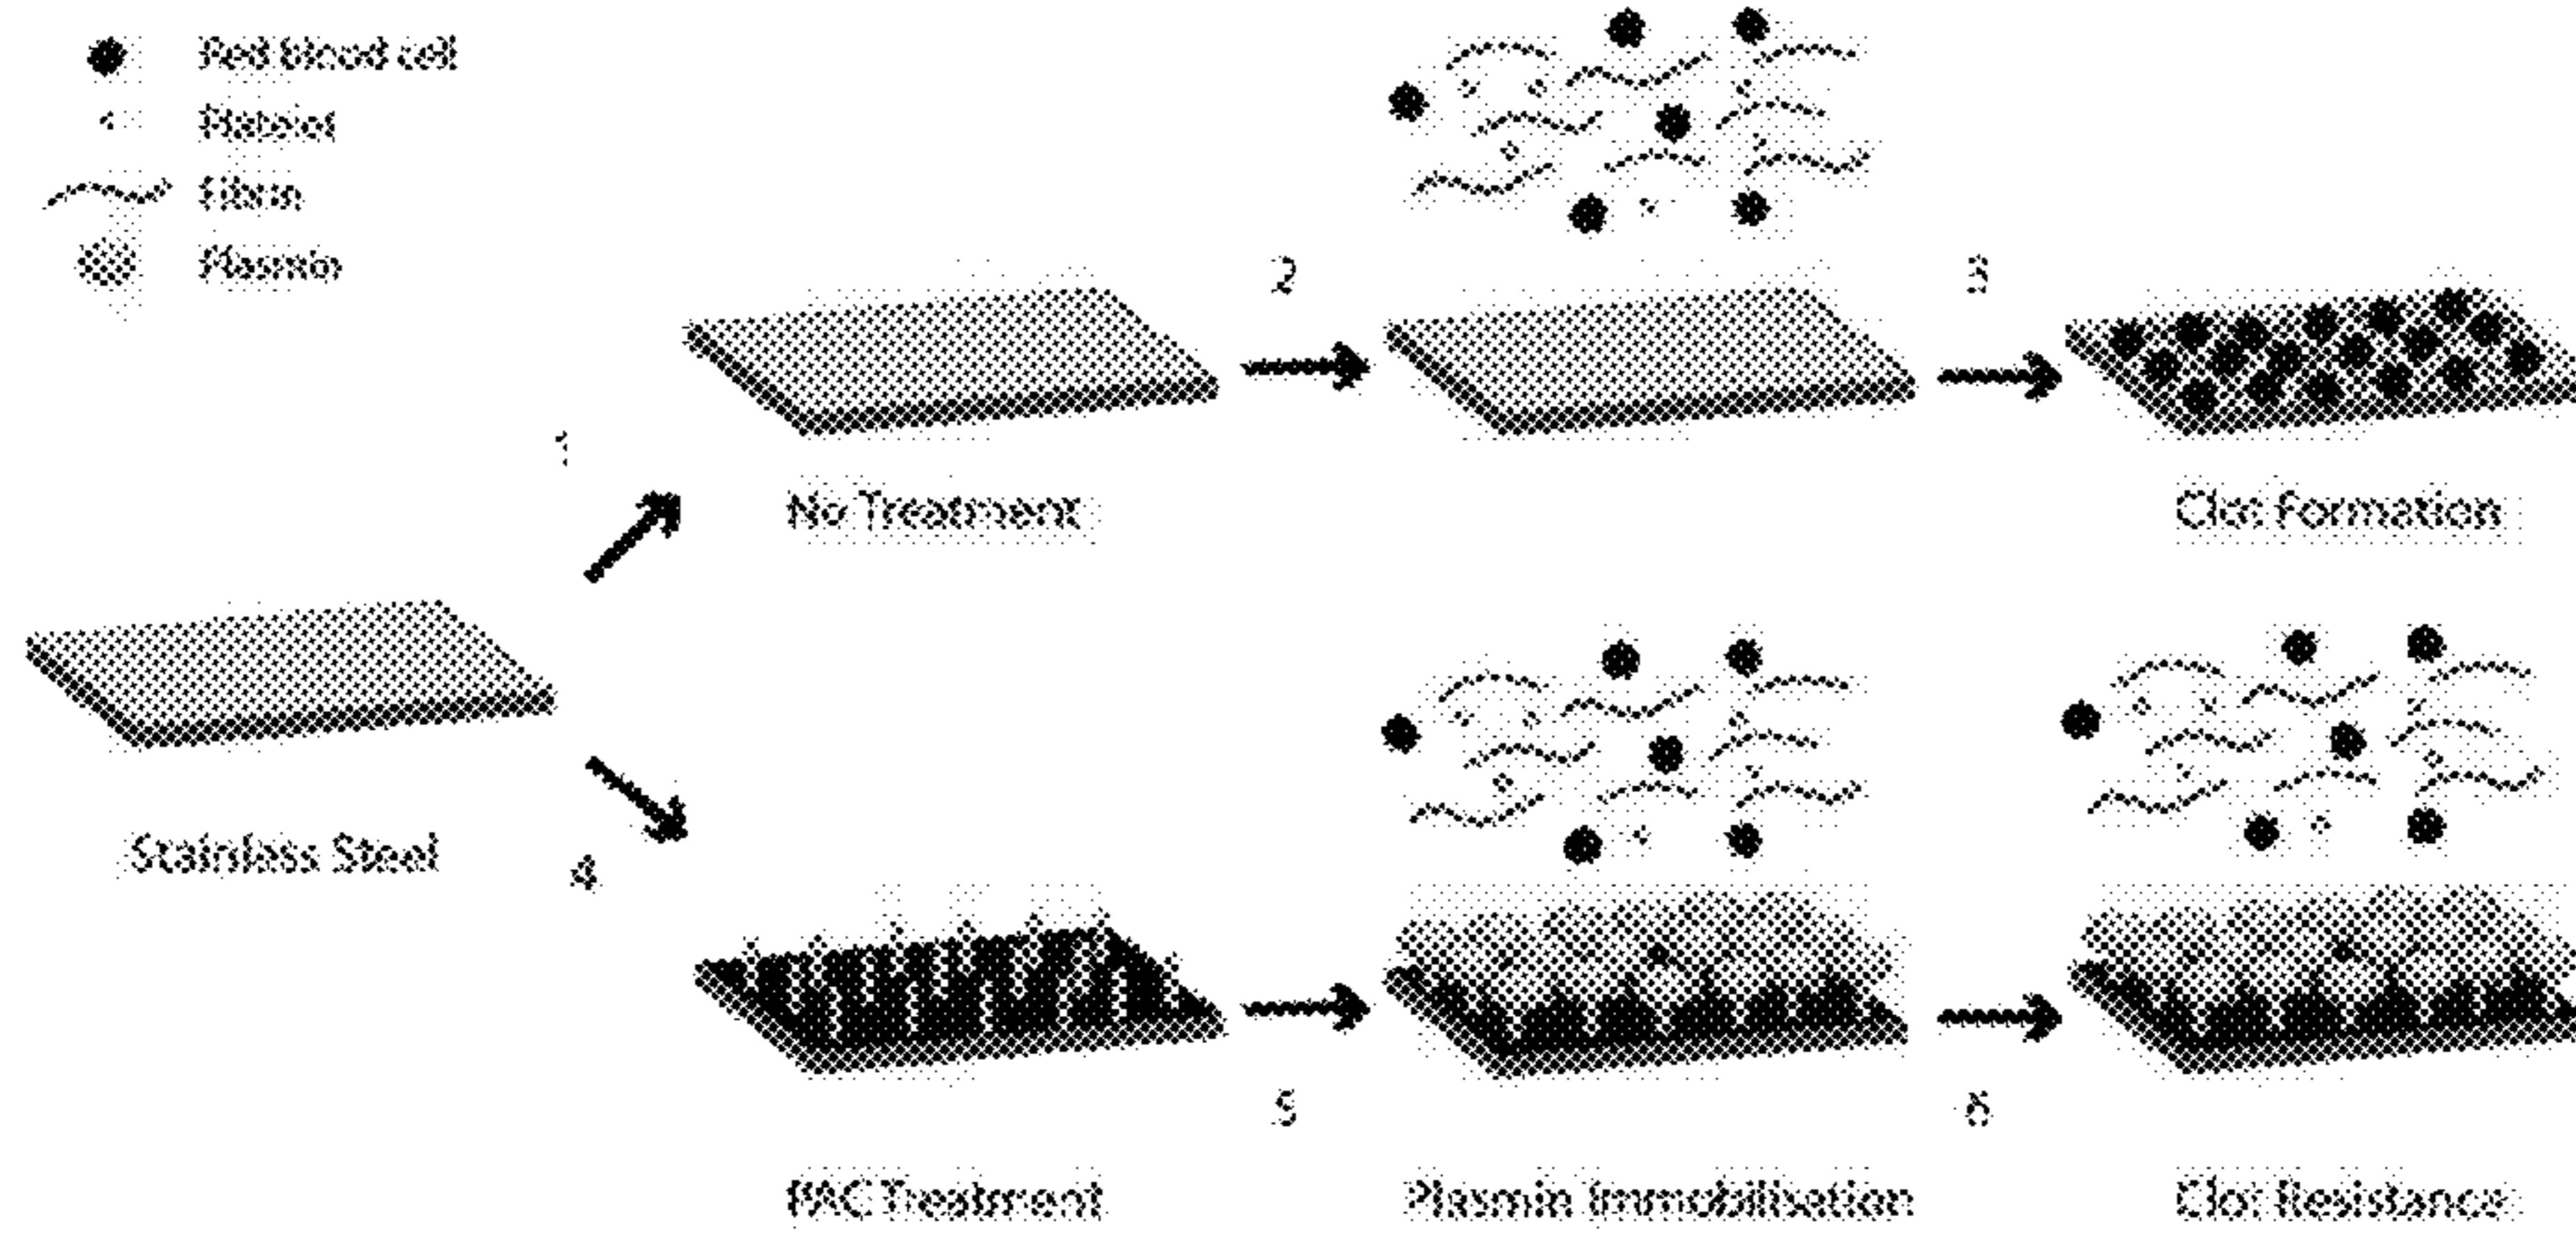 Red blood cell
Platelet
Fibrin
Plasmin
2
3
1
No Treatment
Clot Formation
Stainless Steel
4
5
6
PAC Treatment
Plasmin Immobilisation
Clot Resistance